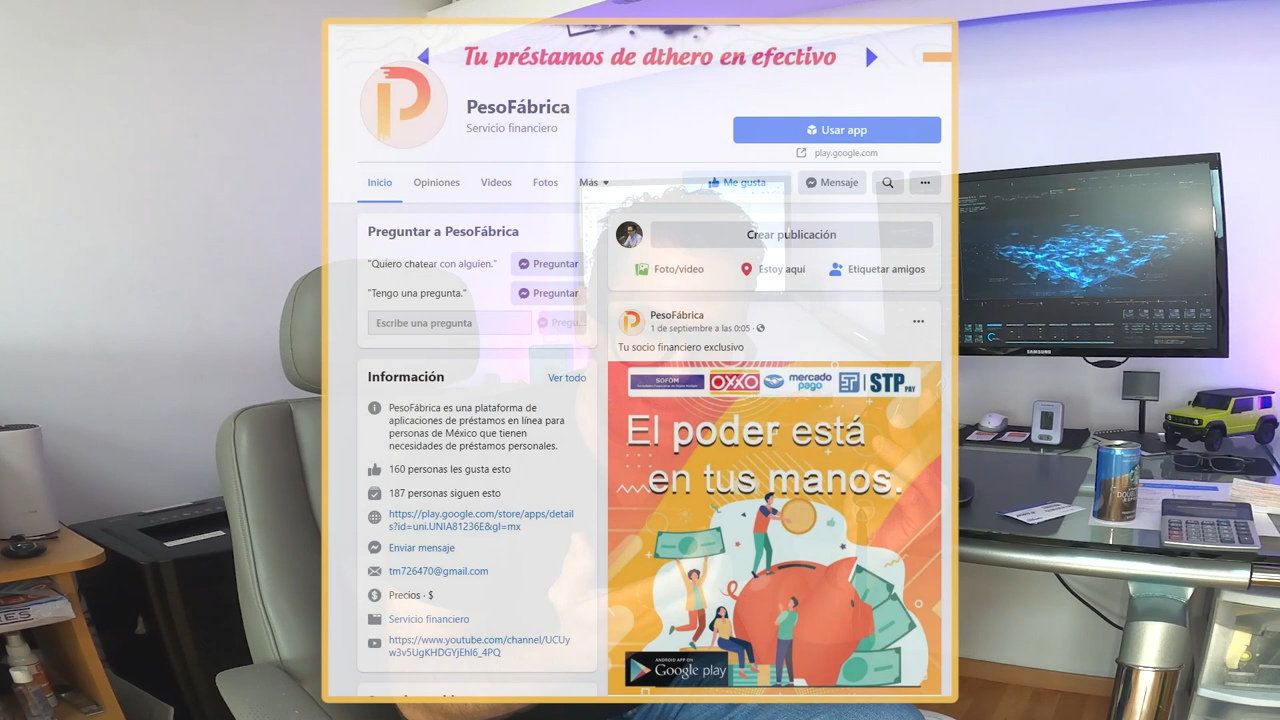 Tu préstamos de dthero en efectivo
PesoFábrica
Servicio financiero
Usar app
play.google.com
Inicio
Opiniones
Videos
Fotos
Más
Me gusta
Mensaje
Preguntar a PesoFábrica
"Quiero chatear con alguien."
Preguntar
"Tengo una pregunta."
Preguntar
Escribe una pregunta
Pregu...
Información
Ver todo
PesoFábrica es una plataforma de
aplicaciones de préstamos en línea para
personas de México que tienen
necesidades de préstamos personales.
160 personas les gusta esto
187 personas siguen esto
https://play.google.com/store/apps/detail
s?id=uni.UNIA81236E&gl=mx
Enviar mensaje
tm726470@gmail.com
Precios · $
Servicio financiero
https://www.youtube.com/channel/UCUy
w3v5UgKHDGYjEhl6_4PQ
Crear publicación
Foto/video
Estoy aquí
Etiquetar amigos
PesoFábrica
1 de septiembre a las 0:05 ·
Tu socio financiero exclusivo
SOFOM
OXXO
mercado
pago
STP
PAY
El poder está
en tus manos.
ANDROID APP ON
Google play
SAMSUNG